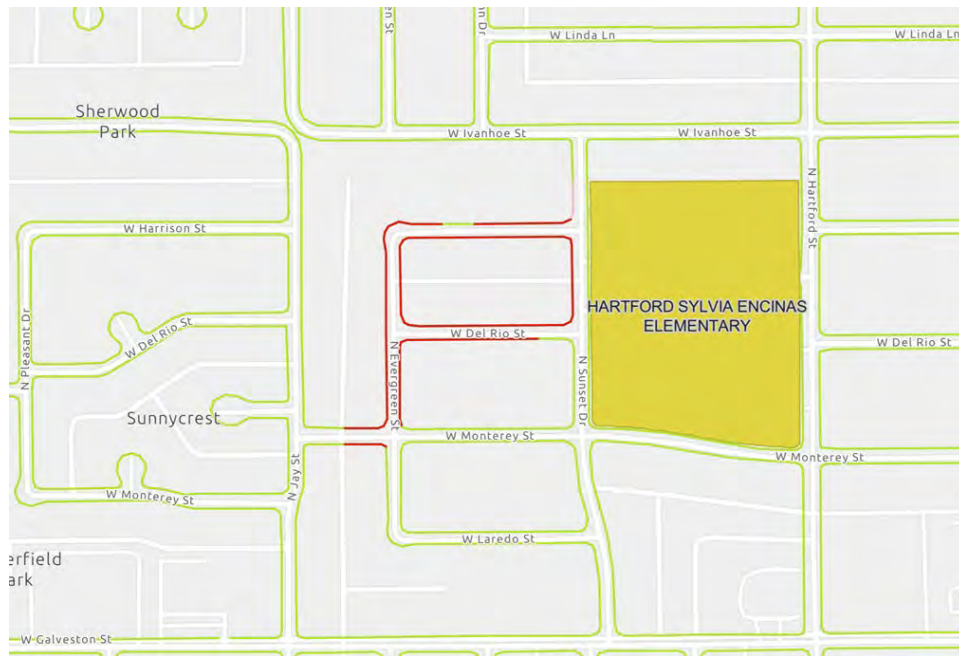 W Linda Ln
W Linda Ln
Sherwood
Park
W Ivanhoe St
W Ivanhoe St
N Hartford St
W Harrison St
HARTFORD SYLVIA ENCINAS
ELEMENTARY
N Pleasant Dr
W Del Rio St
W Del Rio St
W Del Rio St
N Evergreen St
N Sunset Dr
Sunnycrest
W Monterey St
W Monterey St
N Jay St
W Monterey St
W Laredo St
W Galveston St